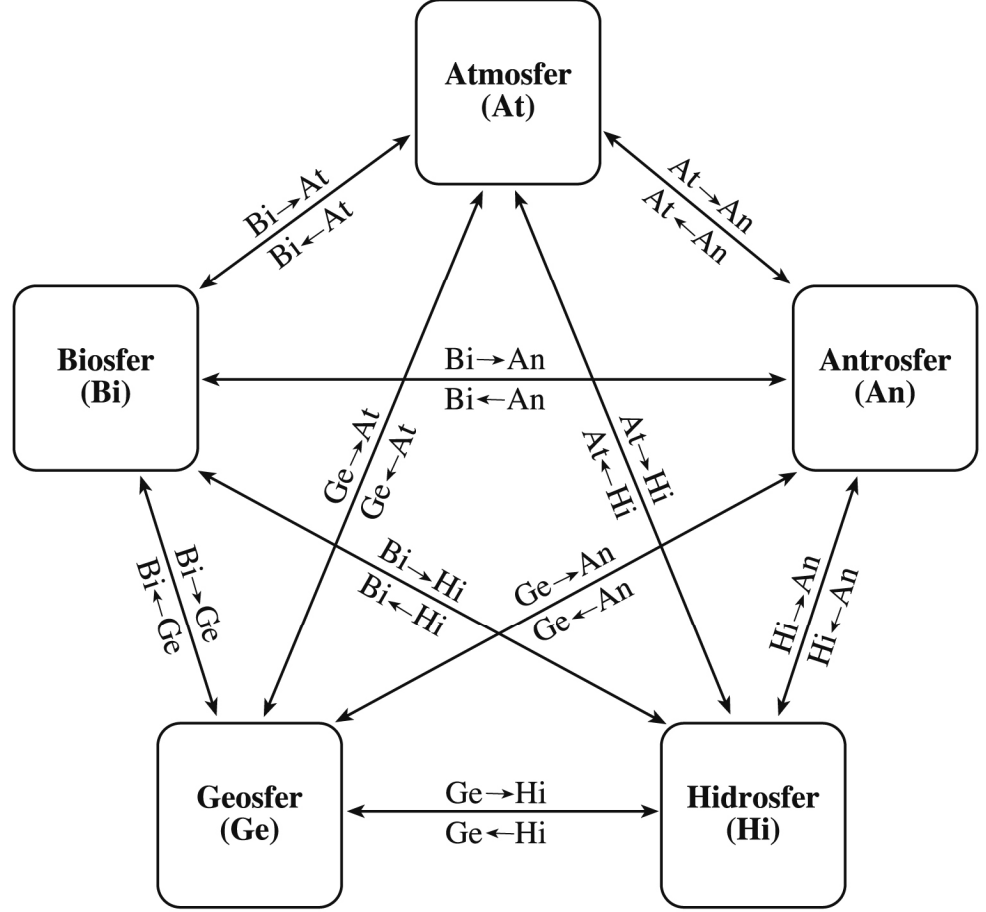 Atmosfer
(At)
Bi→At
Bi←At
At→An
At←An
Biosfer
(Bi)
Bi→An
Bi←An
Antrosfer
(An)
Ge→At
Ge←At
At→Hi
At←Hi
Bi→Ge
Bi←Ge
Bi→Hi
Bi←Hi
Ge→An
Ge←An
Hi→An
Hi←An
Geosfer
(Ge)
Ge→Hi
Ge←Hi
Hidrosfer
(Hi)